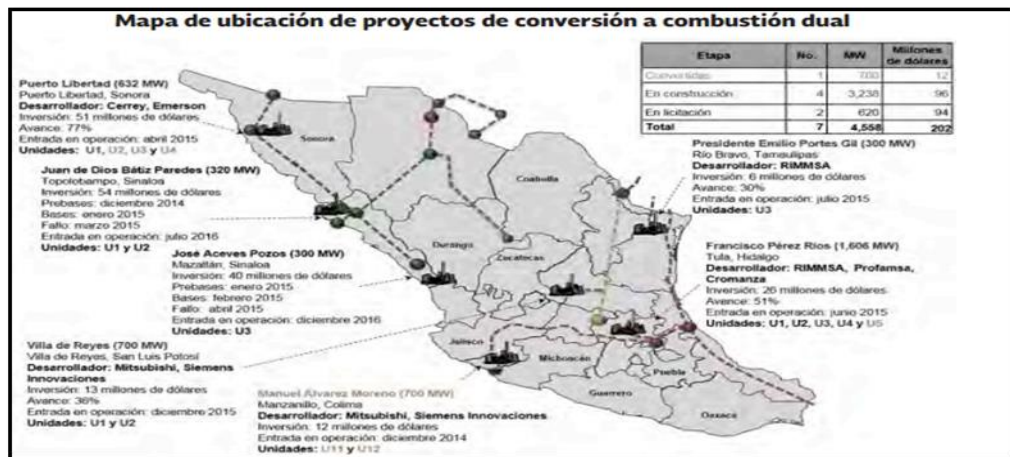 Mapa de ubicación de proyectos de conversión a combustión dual
Etapa No. MW Millones de dólares
Convertidas 1 700 12
En construcción 4 3,238 96
En licitación 2 620 94
Total 7 4,558 202
Puerto Libertad (632 MW)
Puerto Libertad, Sonora
Desarrollador: Cerrey, Emerson
Inversión: 51 millones de dólares
Avance: 77%
Entrada en operación: abril 2015
Unidades: U1, U2, U3 y U4
Juan de Dios Bátiz Paredes (320 MW)
Topolobampo, Sinaloa
Inversión: 54 millones de dólares
Prebases: diciembre 2014
Bases: enero 2015
Fallo: marzo 2015
Entrada en operación: julio 2016
Unidades: U1 y U2
José Aceves Pozos (300 MW)
Mazatlán, Sinaloa
Inversión: 40 millones de dólares
Prebases: enero 2015
Bases: febrero 2015
Fallo: abril 2015
Entrada en operación: diciembre 2016
Unidades: U3
Villa de Reyes (700 MW)
Villa de Reyes, San Luis Potosí
Desarrollador: Mitsubishi, Siemens
Innovaciones
Inversión: 13 millones de dólares
Avance: 36%
Entrada en operación: diciembre 2015
Unidades: U1 y U2
Manuel Álvarez Moreno (700 MW)
Manzanillo, Colima
Desarrollador: Mitsubishi, Siemens Innovaciones
Inversión: 12 millones de dólares
Entrada en operación: diciembre 2014
Unidades: U11 y U12
Presidente Emilio Portes Gil (300 MW)
Río Bravo, Tamaulipas
Desarrollador: RIMMSA
Inversión: 6 millones de dólares
Avance: 30%
Entrada en operación: julio 2015
Unidades: U3
Francisco Pérez Ríos (1,606 MW)
Tula, Hidalgo
Desarrollador: RIMMSA, Profamsa,
Cromanza
Inversión: 26 millones de dólares
Avance: 51%
Entrada en operación: junio 2015
Unidades: U1, U2, U3, U4 y U5
Sonora
Coahuila
Durango
Zacatecas
Jalisco
Michoacán
Puebla
Guerrero
Oaxaca